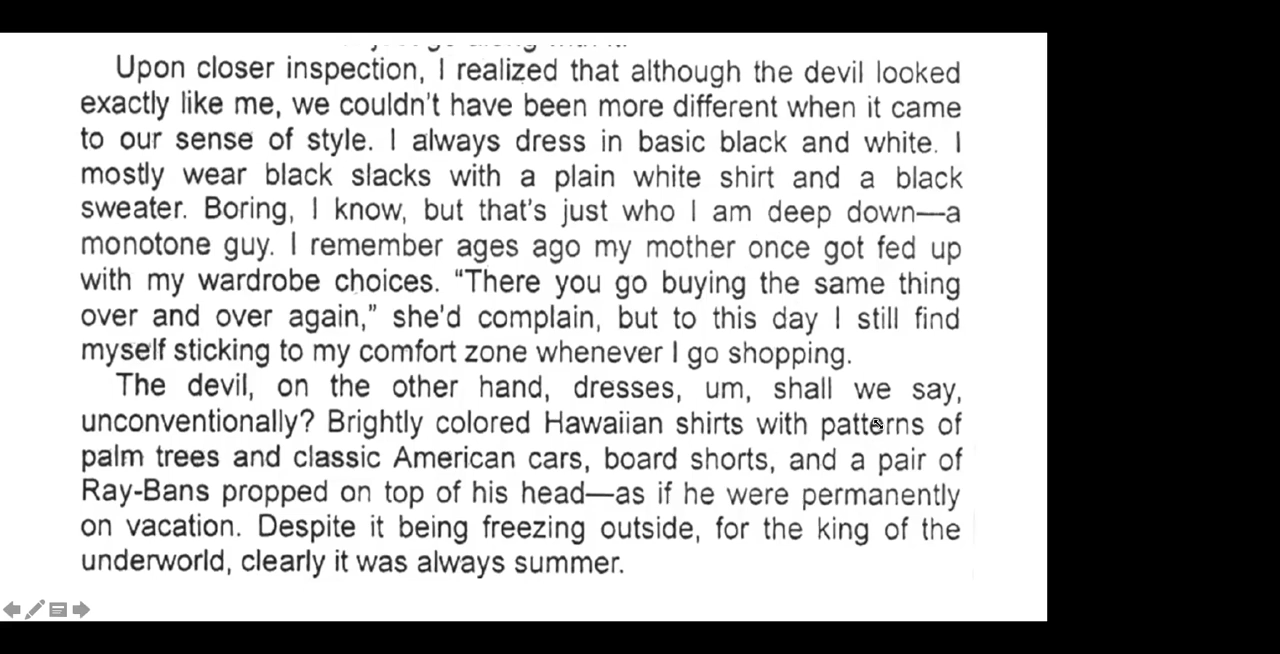 Upon closer inspection, I realized that although the devil looked
exactly like me, we couldn't have been more different when it came
to our sense of style. I always dress in basic black and white. I
mostly wear black slacks with a plain white shirt and a black
sweater. Boring, I know, but that's just who I am deep down—a
monotone guy. I remember ages ago my mother once got fed up
with my wardrobe choices. “There you go buying the same thing
over and over again,” she'd complain, but to this day I still find
myself sticking to my comfort zone whenever I go shopping.
The devil, on the other hand, dresses, um, shall we say,
unconventionally? Brightly colored Hawaiian shirts with patterns of
palm trees and classic American cars, board shorts, and a pair of
Ray-Bans propped on top of his head—as if he were permanently
on vacation. Despite it being freezing outside, for the king of the
underworld, clearly it was always summer.